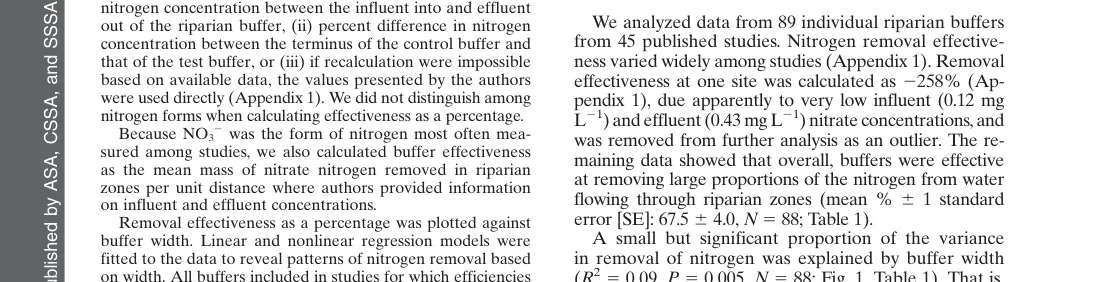 ublished by ASA, CSSA, and SSSA
nitrogen concentration between the influent into and effluent
out of the riparian buffer, (ii) percent difference in nitrogen
concentration between the terminus of the control buffer and
that of the test buffer, or (iii) if recalculation were impossible
based on available data, the values presented by the authors
were used directly (Appendix 1). We did not distinguish among
nitrogen forms when calculating effectiveness as a percentage.
Because NO₃⁻ was the form of nitrogen most often mea-
sured among studies, we also calculated buffer effectiveness
as the mean mass of nitrate nitrogen removed in riparian
zones per unit distance where authors provided information
on influent and effluent concentrations.
Removal effectiveness as a percentage was plotted against
buffer width. Linear and nonlinear regression models were
fitted to the data to reveal patterns of nitrogen removal based
on width. All buffers included in studies for which efficiencies
We analyzed data from 89 individual riparian buffers
from 45 published studies. Nitrogen removal effective-
ness varied widely among studies (Appendix 1). Removal
effectiveness at one site was calculated as −258% (Ap-
pendix 1), due apparently to very low influent (0.12 mg
L⁻¹) and effluent (0.43 mg L⁻¹) nitrate concentrations, and
was removed from further analysis as an outlier. The re-
maining data showed that overall, buffers were effective
at removing large proportions of the nitrogen from water
flowing through riparian zones (mean % ± 1 standard
error [SE]: 67.5 ± 4.0, N = 88; Table 1).
A small but significant proportion of the variance
in removal of nitrogen was explained by buffer width
(R² = 0.09, P = 0.005, N = 88; Fig. 1, Table 1). That is,